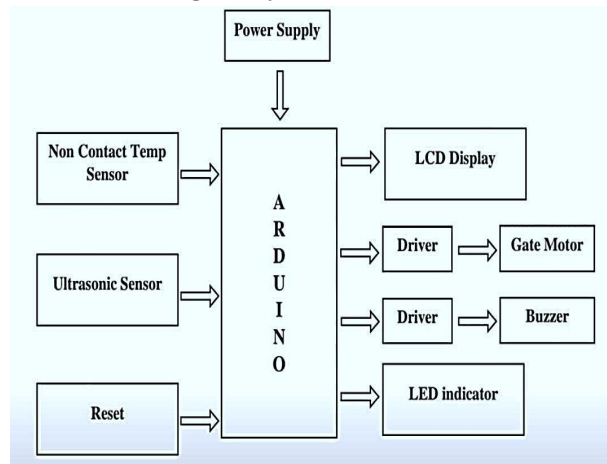 Power Supply
Non Contact Temp
Sensor
LCD Display
A
R
D
U
I
N
O
Driver
Gate Motor
Ultrasonic Sensor
Driver
Buzzer
Reset
LED indicator